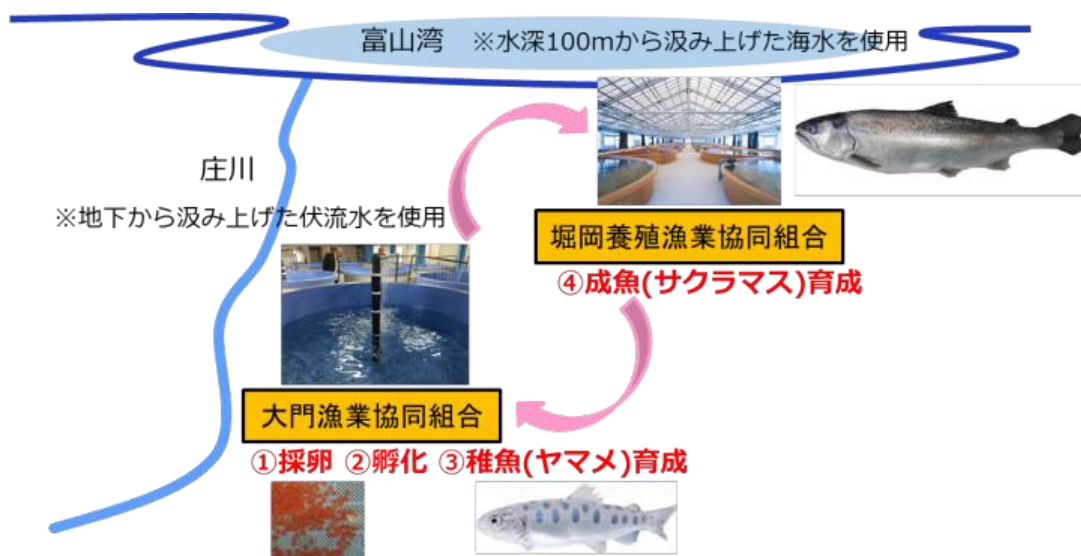 富山湾 ※水深100mから汲み上げた海水を使用
庄川
※地下から汲み上げた伏流水を使用
堀岡養殖漁業協同組合
④成魚(サクラマス)育成
大門漁業協同組合
①採卵 ②孵化 ③稚魚(ヤマメ)育成